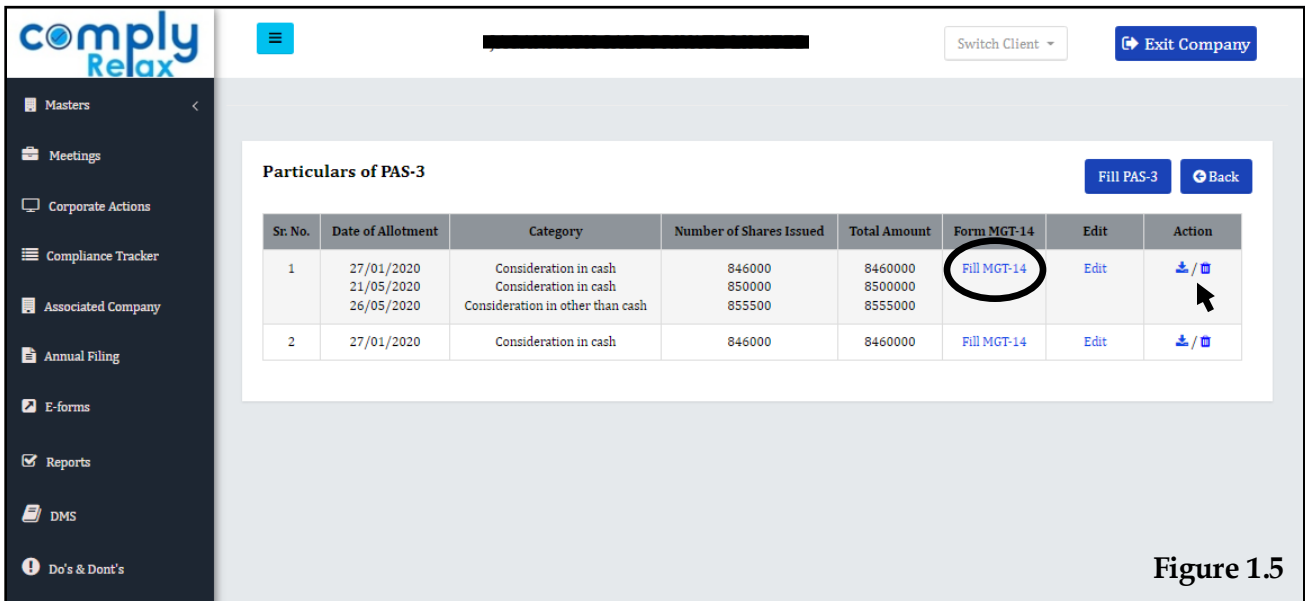 comply
Relax
Switch Client
Exit Company
Masters
Meetings
Corporate Actions
Compliance Tracker
Associated Company
Annual Filing
E-forms
Reports
DMS
Do's & Dont's
Particulars of PAS-3
Fill PAS-3 Back
Sr. No. Date of Allotment Category Number of Shares Issued Total Amount Form MGT-14 Edit Action
1 27/01/2020 Consideration in cash 846000 8460000 Fill MGT-14 Edit /
21/05/2020 Consideration in cash 850000 8500000
26/05/2020 Consideration in other than cash 855500 8555000
2 27/01/2020 Consideration in cash 846000 8460000 Fill MGT-14 Edit /
Figure 1.5